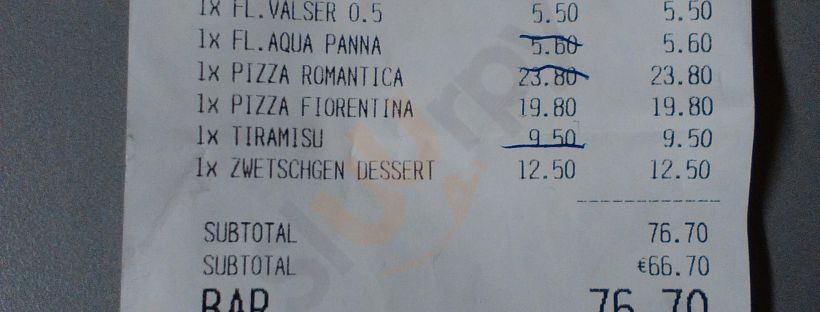 1x FL.VALSER 0.5 5.50 5.50
1x FL.AQUA PANNA 5.60 5.60
1x PIZZA ROMANTICA 23.80 23.80
1x PIZZA FIORENTINA 19.80 19.80
1x TIRAMISU 9.50 9.50
1x ZWETSCHGEN DESSERT 12.50 12.50
SUBTOTAL 76.70
SUBTOTAL €66.70
BAR 76.70